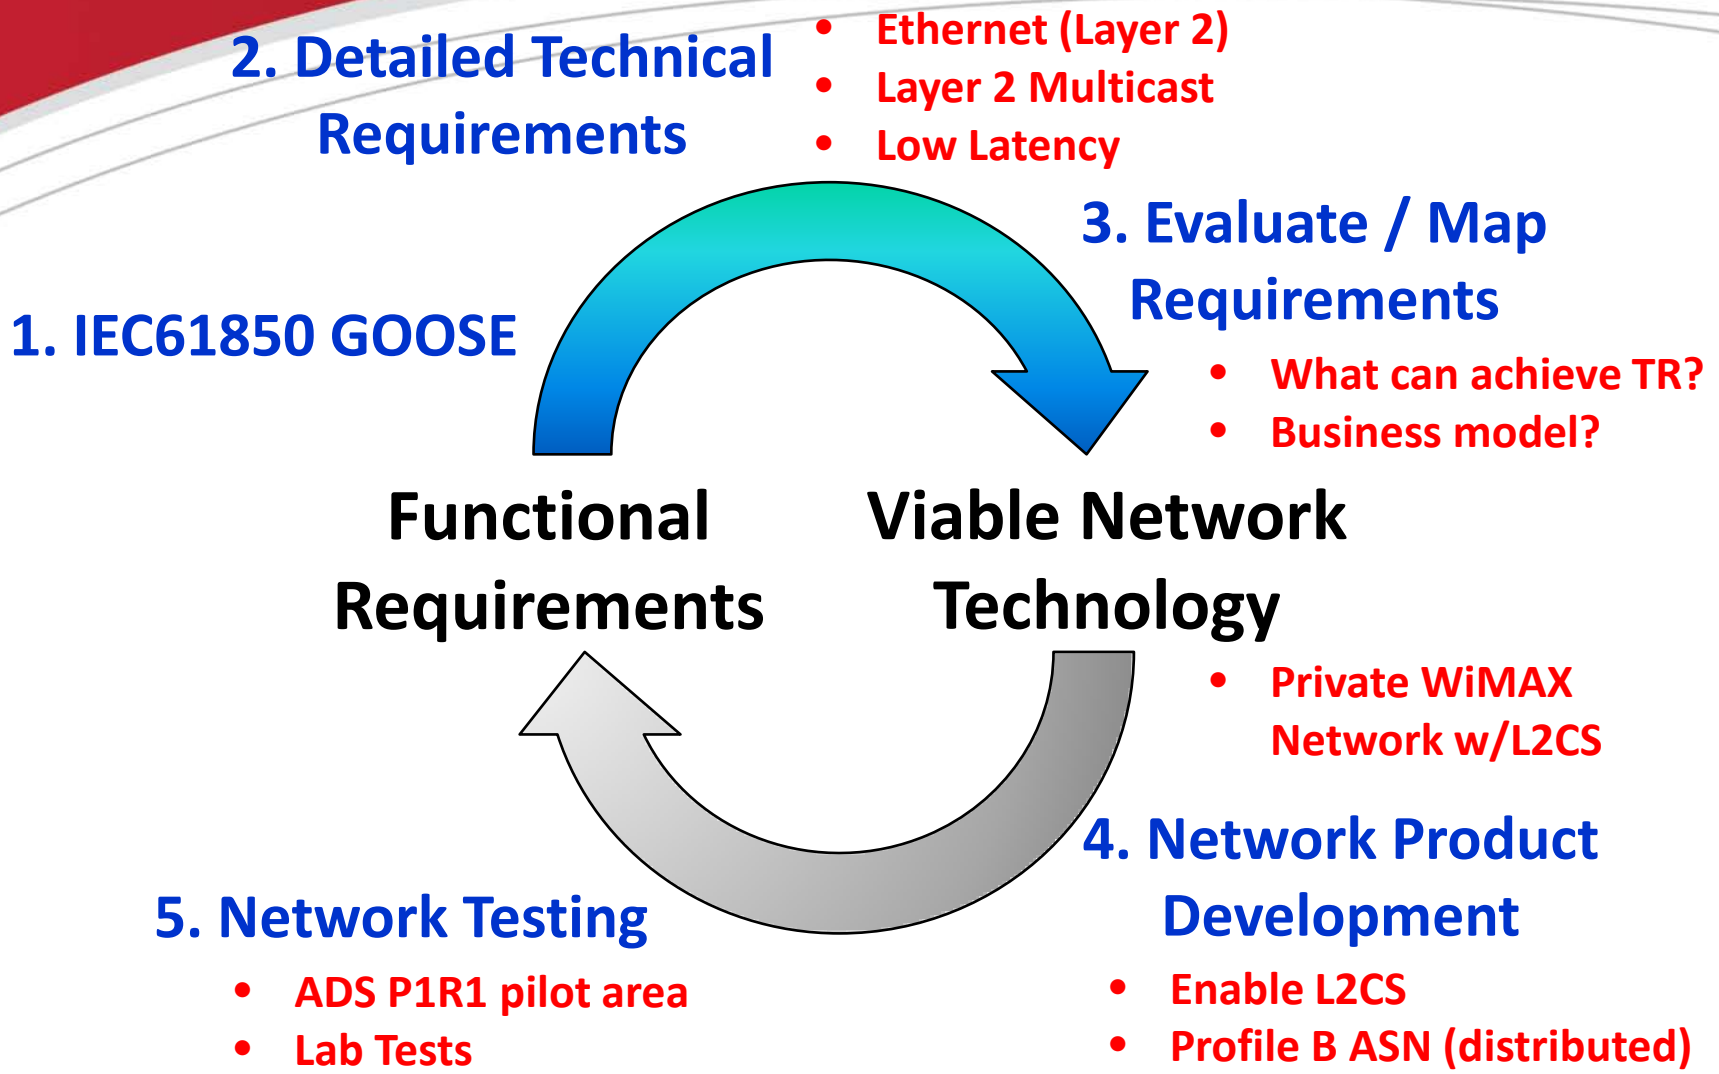 2. Detailed Technical
Requirements
• Ethernet (Layer 2)
• Layer 2 Multicast
• Low Latency
3. Evaluate / Map
Requirements
• What can achieve TR?
• Business model?
1. IEC61850 GOOSE
Functional
Requirements
Viable Network
Technology
• Private WiMAX
Network w/L2CS
4. Network Product
Development
• Enable L2CS
• Profile B ASN (distributed)
5. Network Testing
• ADS P1R1 pilot area
• Lab Tests